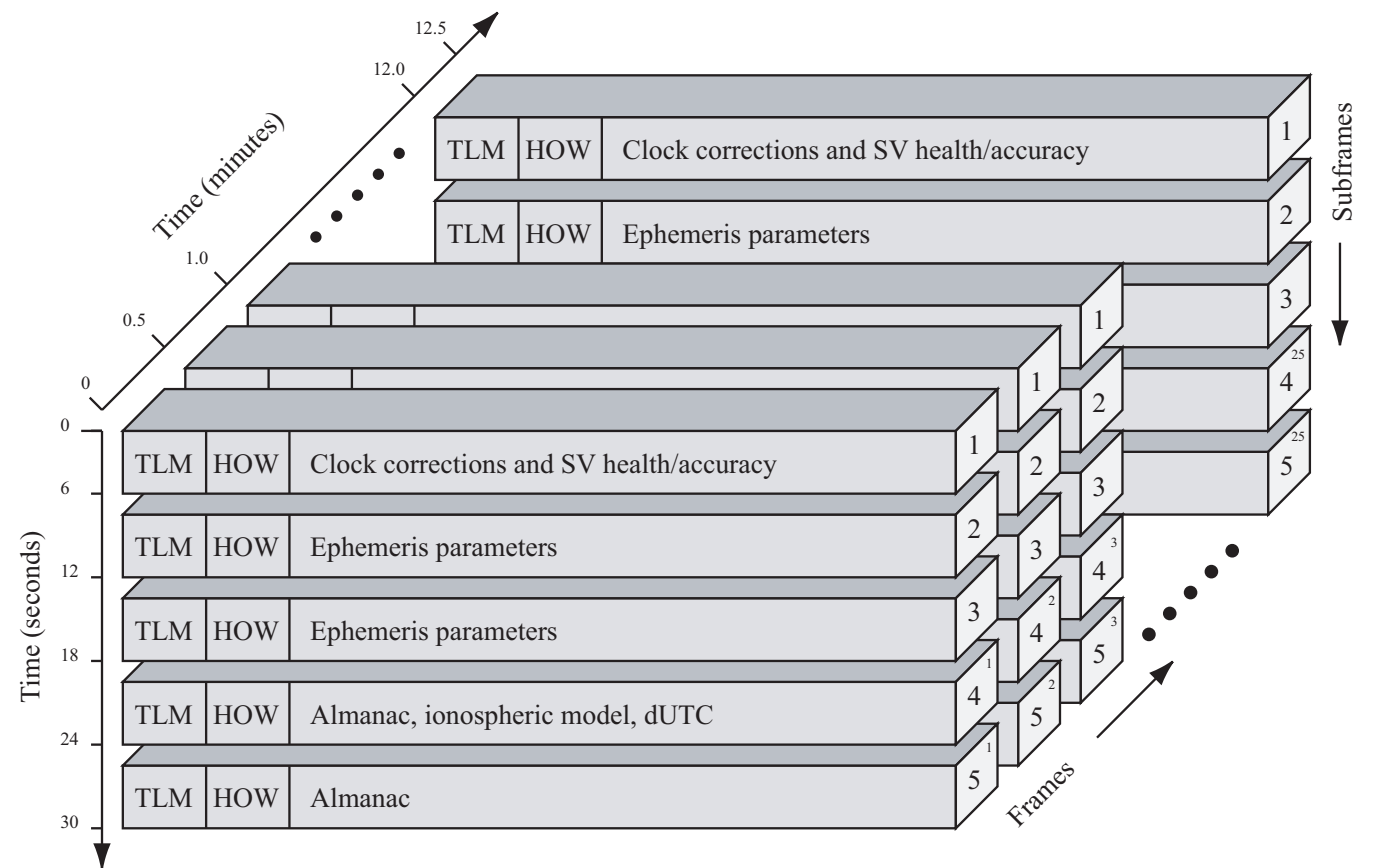 12.5
12.0
Time (minutes)
1.0
0.5
0
TLM HOW Clock corrections and SV health/accuracy 1
TLM HOW Ephemeris parameters 2
3
4 25
5 25
Subframes
1
2
3
4 3
5 3
1
2
3
4 2
5 2
0
6
12
18
24
30
Time (seconds)
TLM HOW Clock corrections and SV health/accuracy 1
TLM HOW Ephemeris parameters 2
TLM HOW Ephemeris parameters 3
TLM HOW Almanac, ionospheric model, dUTC 4 1
TLM HOW Almanac 5 1
Frames